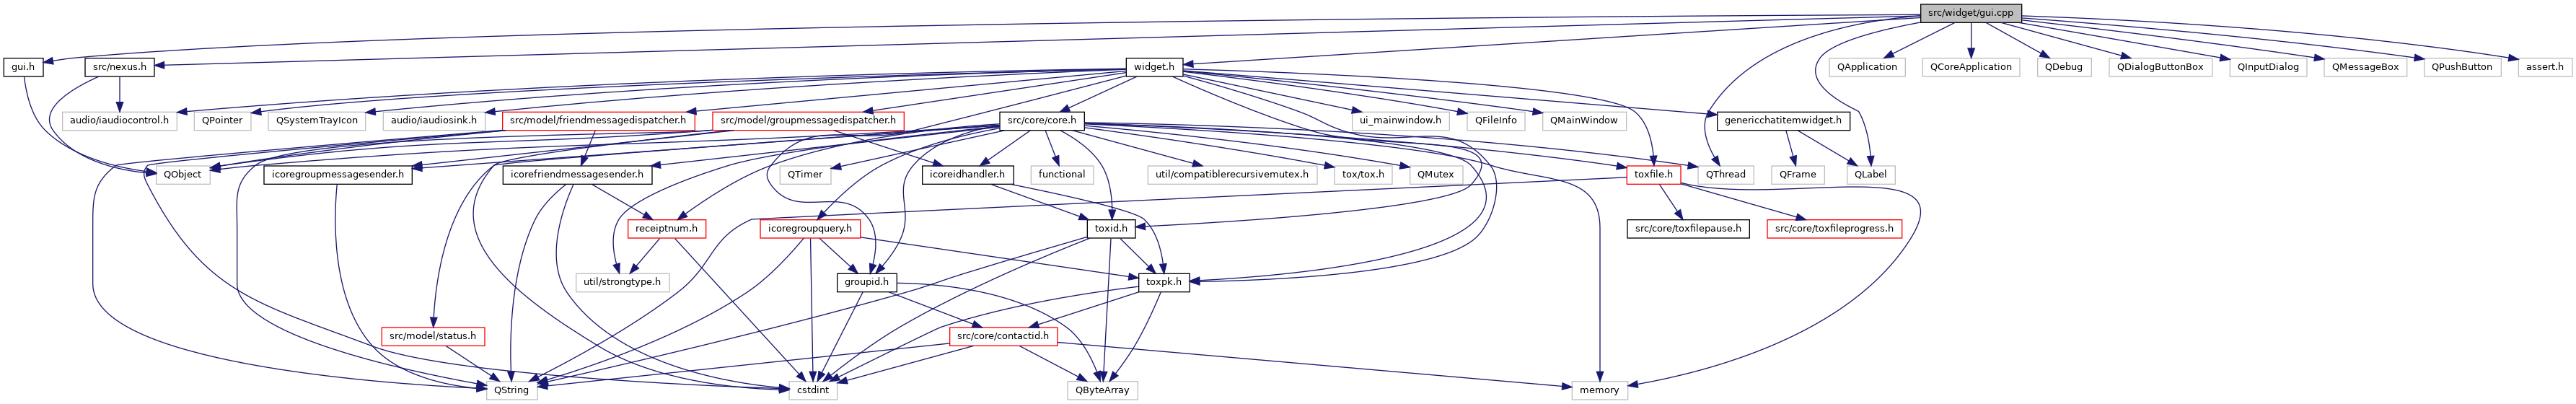 src/widget/gui.cpp
gui.h
src/nexus.h
widget.h
QApplication
QCoreApplication
QDebug
QDialogButtonBox
QInputDialog
QMessageBox
QPushButton
assert.h
audio/iaudiocontrol.h
QPointer
QSystemTrayIcon
audio/iaudiosink.h
src/model/friendmessagedispatcher.h
src/model/groupmessagedispatcher.h
src/core/core.h
ui_mainwindow.h
QFileInfo
QMainWindow
genericchatitemwidget.h
QObject
icoregroupmessagesender.h
icorefriendmessagesender.h
QTimer
icoreidhandler.h
functional
util/compatiblerecursivemutex.h
tox/tox.h
QMutex
toxfile.h
QThread
QFrame
QLabel
receiptnum.h
icoregroupquery.h
toxid.h
src/core/toxfilepause.h
src/core/toxfileprogress.h
util/strongtype.h
groupid.h
toxpk.h
src/model/status.h
src/core/contactid.h
QString
cstdint
QByteArray
memory